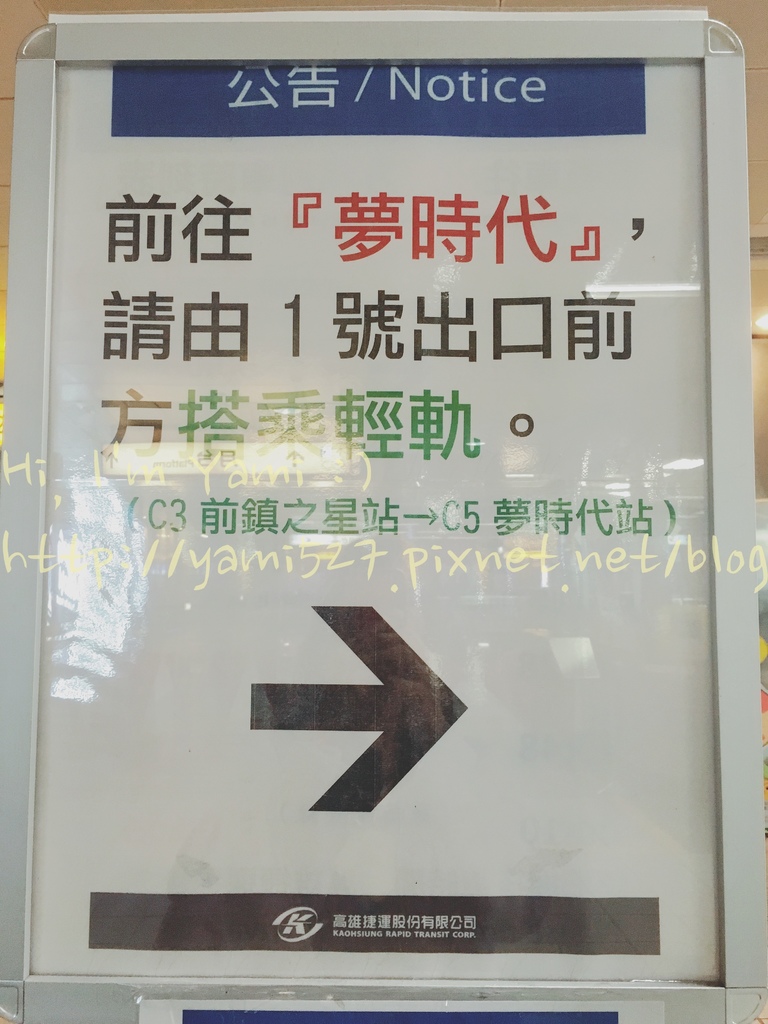 公告 / Notice
前往『夢時代』，
請由 1 號出口前
方搭乘輕軌。
Hi, I'm Yami :)
（C3 前鎮之星站→C5 夢時代站）
http://yami527.pixnet.net/blog
高雄捷運股份有限公司
KAOHSIUNG RAPID TRANSIT CORP.